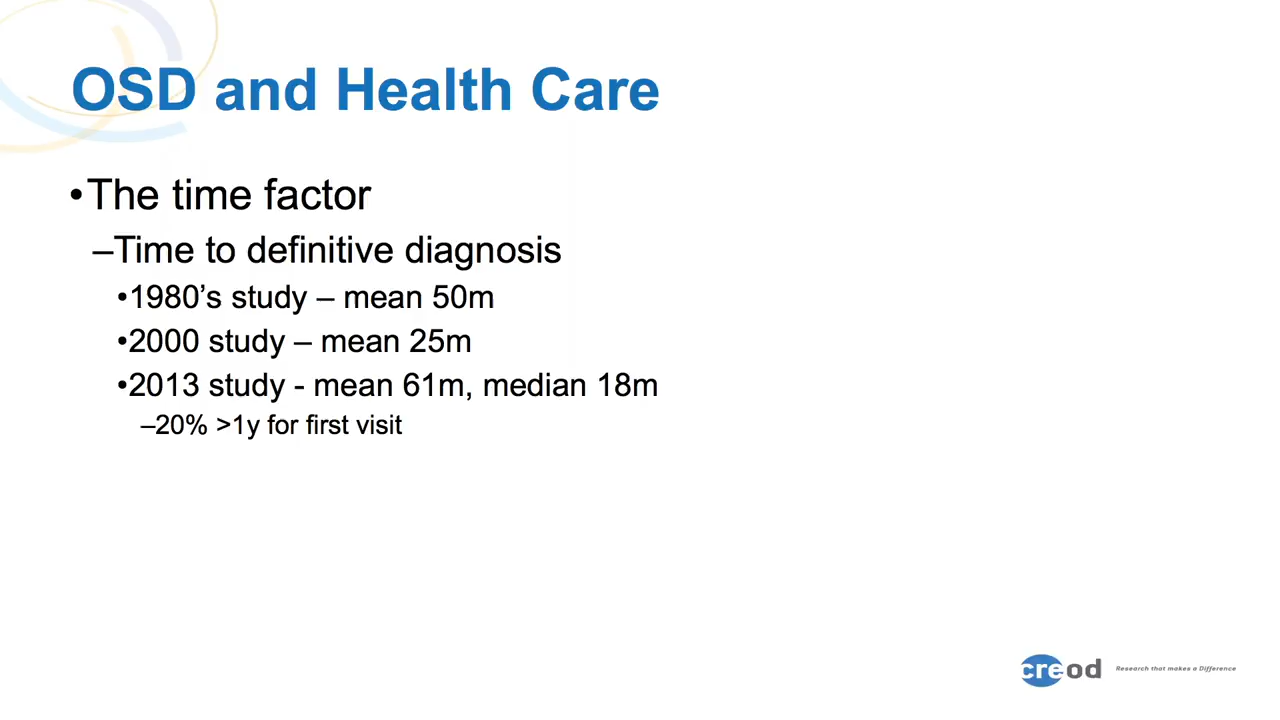 OSD and Health Care
•The time factor
–Time to definitive diagnosis
•1980’s study – mean 50m
•2000 study – mean 25m
•2013 study - mean 61m, median 18m
–20% >1y for first visit
creod Research that makes a Difference